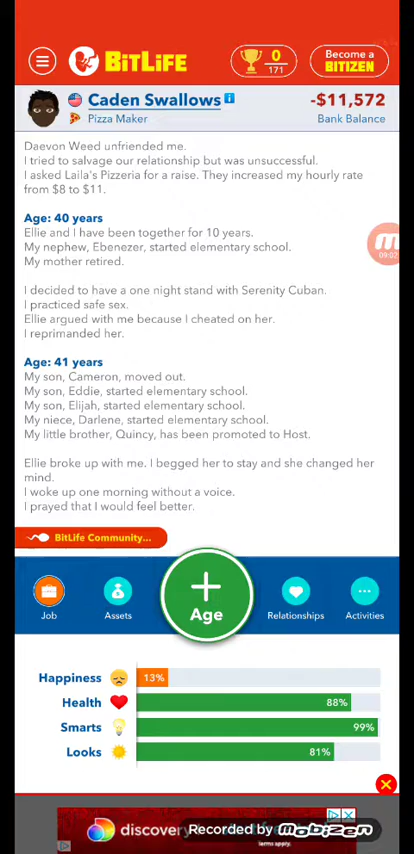 BitLife
0
171
Become a
BITIZEN
Caden Swallows i
-$11,572
Pizza Maker
Bank Balance
Daevon Weed unfriended me.
I tried to salvage our relationship but was unsuccessful.
I asked Laila's Pizzeria for a raise. They increased my hourly rate
from $8 to $11.
Age: 40 years
Ellie and I have been together for 10 years.
My nephew, Ebenezer, started elementary school.
My mother retired.
09:02
I decided to have a one night stand with Serenity Cuban.
I practiced safe sex.
Ellie argued with me because I cheated on her.
I reprimanded her.
Age: 41 years
My son, Cameron, moved out.
My son, Eddie, started elementary school.
My son, Elijah, started elementary school.
My niece, Darlene, started elementary school.
My little brother, Quincy, has been promoted to Host.
Ellie broke up with me. I begged her to stay and she changed her
mind.
I woke up one morning without a voice.
I prayed that I would feel better.
BitLife Community...
Job
Assets
Age
Relationships
Activities
Happiness 13%
Health 88%
Smarts 99%
Looks 81%
discovery
Recorded by mobizen
Terms apply.